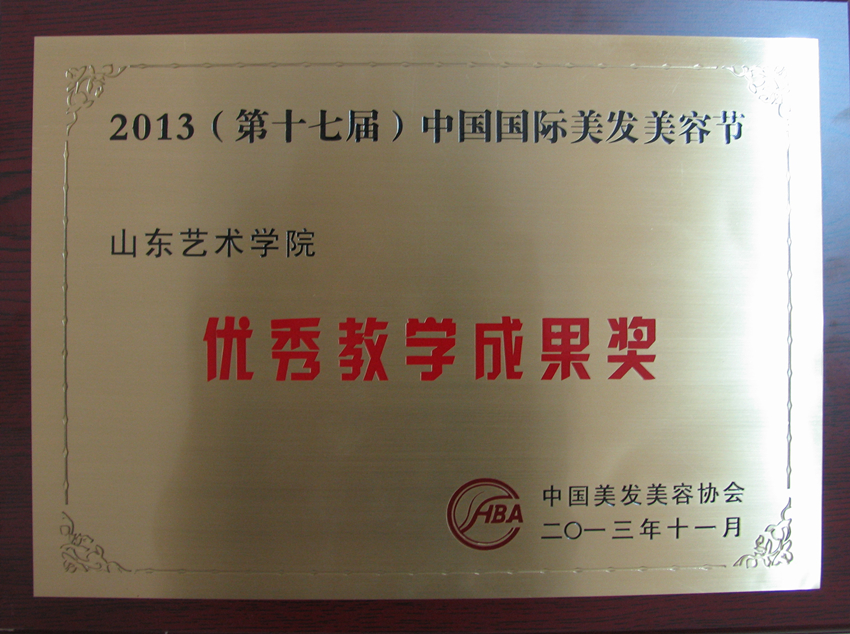 2013（第十七届）中国国际美发美容节
山东艺术学院
优秀教学成果奖
HBA
中国美发美容协会
二〇一三年十一月